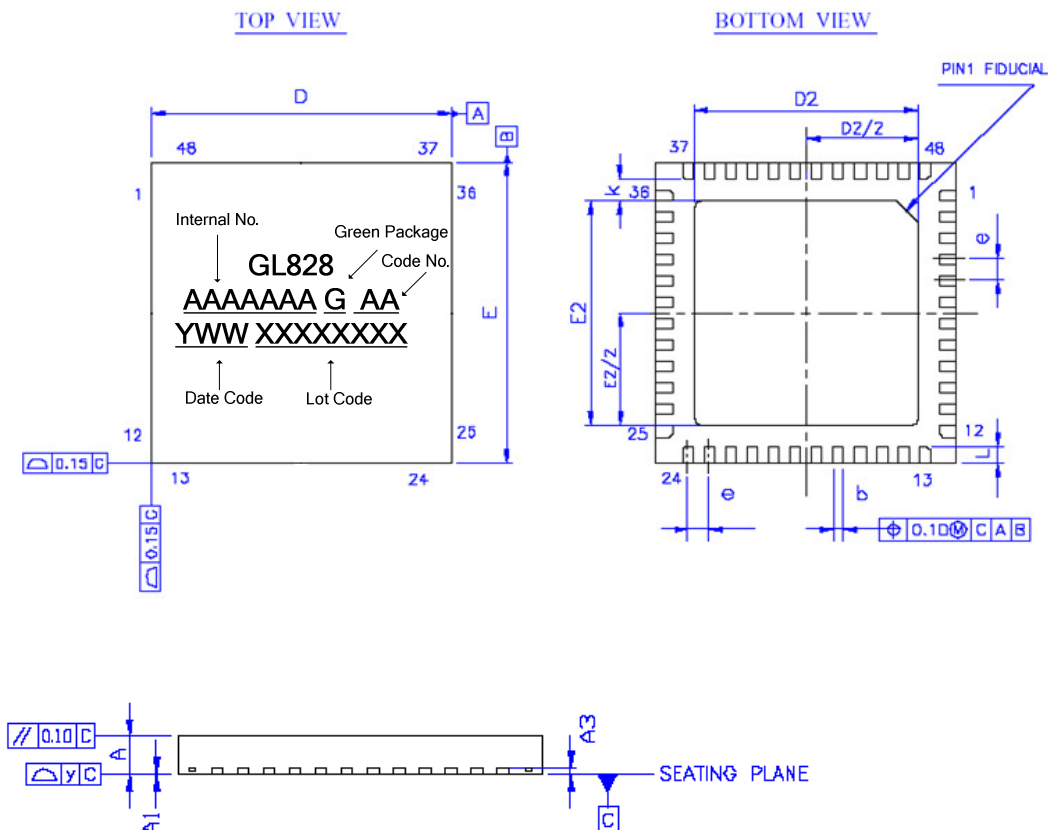 TOP VIEW
BOTTOM VIEW
PIN1 FIDUCIAL
D
A
B
D2
D2/2
48
37
37
48
1
36
k
36
1
Internal No.
Green Package
GL828
Code No.
AAAAAAA G AA
YWW XXXXXXXX
Date Code
Lot Code
E
E2
E2/2
e
12
25
25
12
L
0.15 C
13
24
24
13
e
b
0.15 C
0.10 M C A B
// 0.10 C
A
A3
y C
SEATING PLANE
A1
C